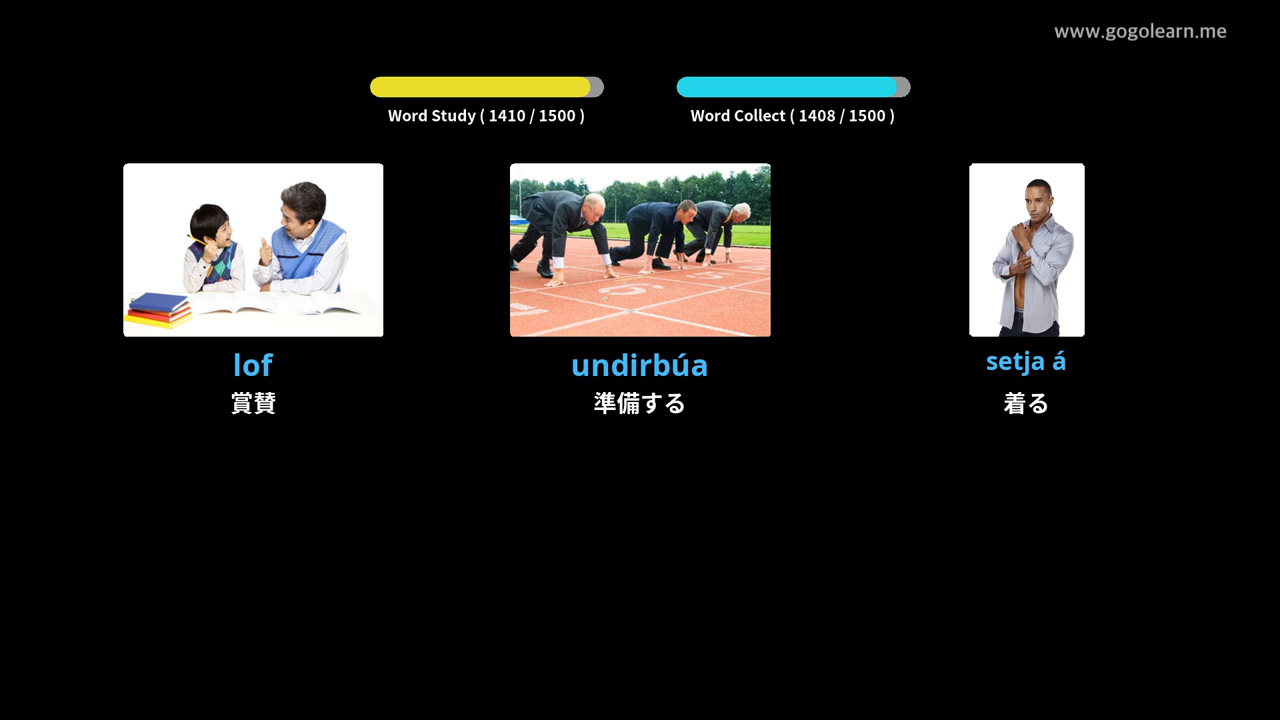 www.gogolearn.me
Word Study ( 1410 / 1500 )
Word Collect ( 1408 / 1500 )
lof
賞賛
undirbúa
準備する
setja á
着る